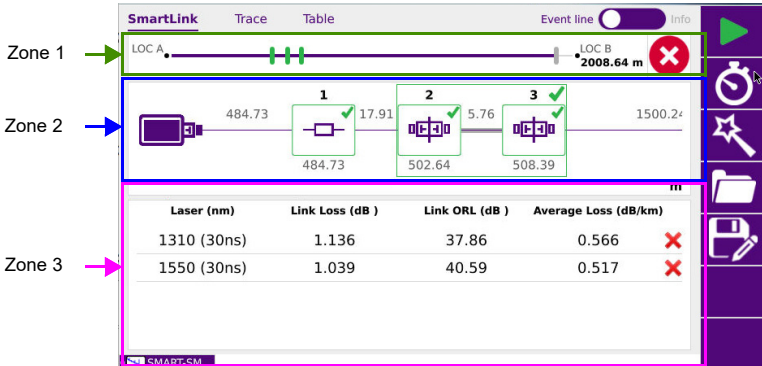 SmartLink Trace Table Event line Info
Zone 1
LOC A LOC B
2008.64 m
Zone 2
1 2 3
484.73 17.91 5.76 1500.24
484.73 502.64 508.39
m
Zone 3
Laser (nm) Link Loss (dB ) Link ORL (dB ) Average Loss (dB/km)
1310 (30ns) 1.136 37.86 0.566
1550 (30ns) 1.039 40.59 0.517
SMART-SM